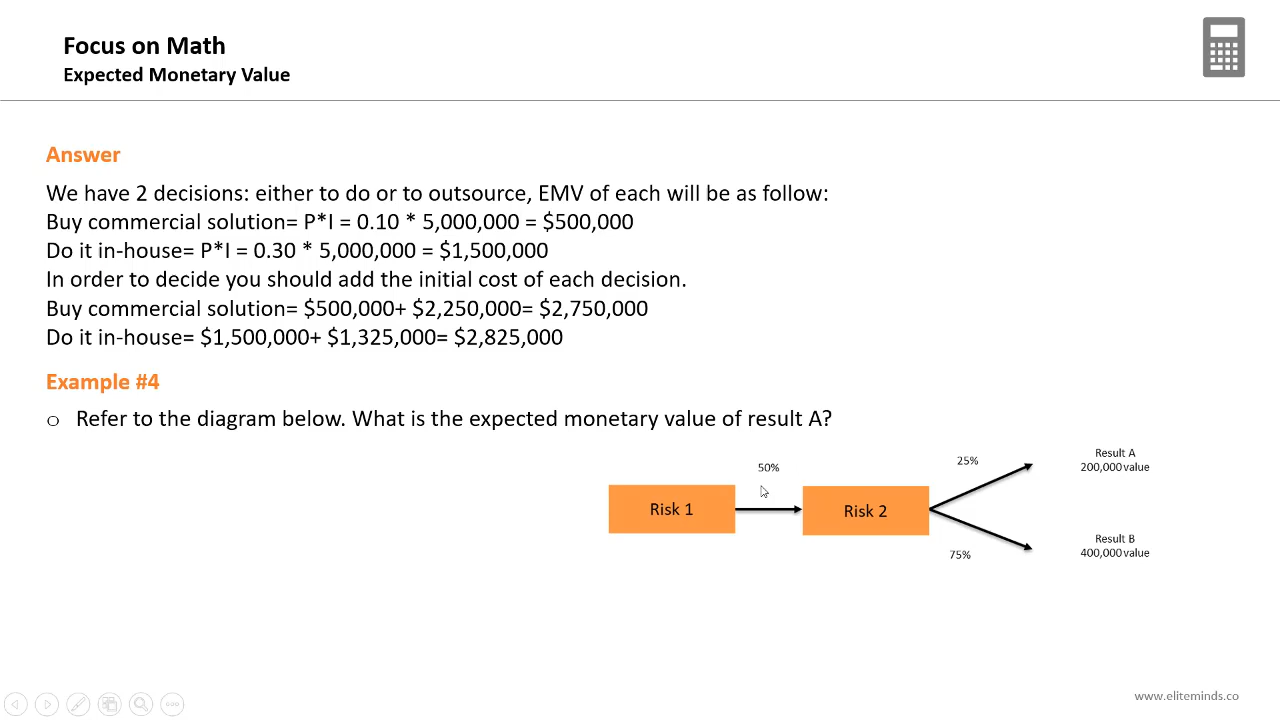 Focus on Math
Expected Monetary Value
Answer
We have 2 decisions: either to do or to outsource, EMV of each will be as follow:
Buy commercial solution= P*I = 0.10 * 5,000,000 = $500,000
Do it in-house= P*I = 0.30 * 5,000,000 = $1,500,000
In order to decide you should add the initial cost of each decision.
Buy commercial solution= $500,000+ $2,250,000= $2,750,000
Do it in-house= $1,500,000+ $1,325,000= $2,825,000
Example #4
Refer to the diagram below. What is the expected monetary value of result A?
Risk 1
50%
Risk 2
25%
Result A
200,000 value
75%
Result B
400,000 value
www.eliteminds.co